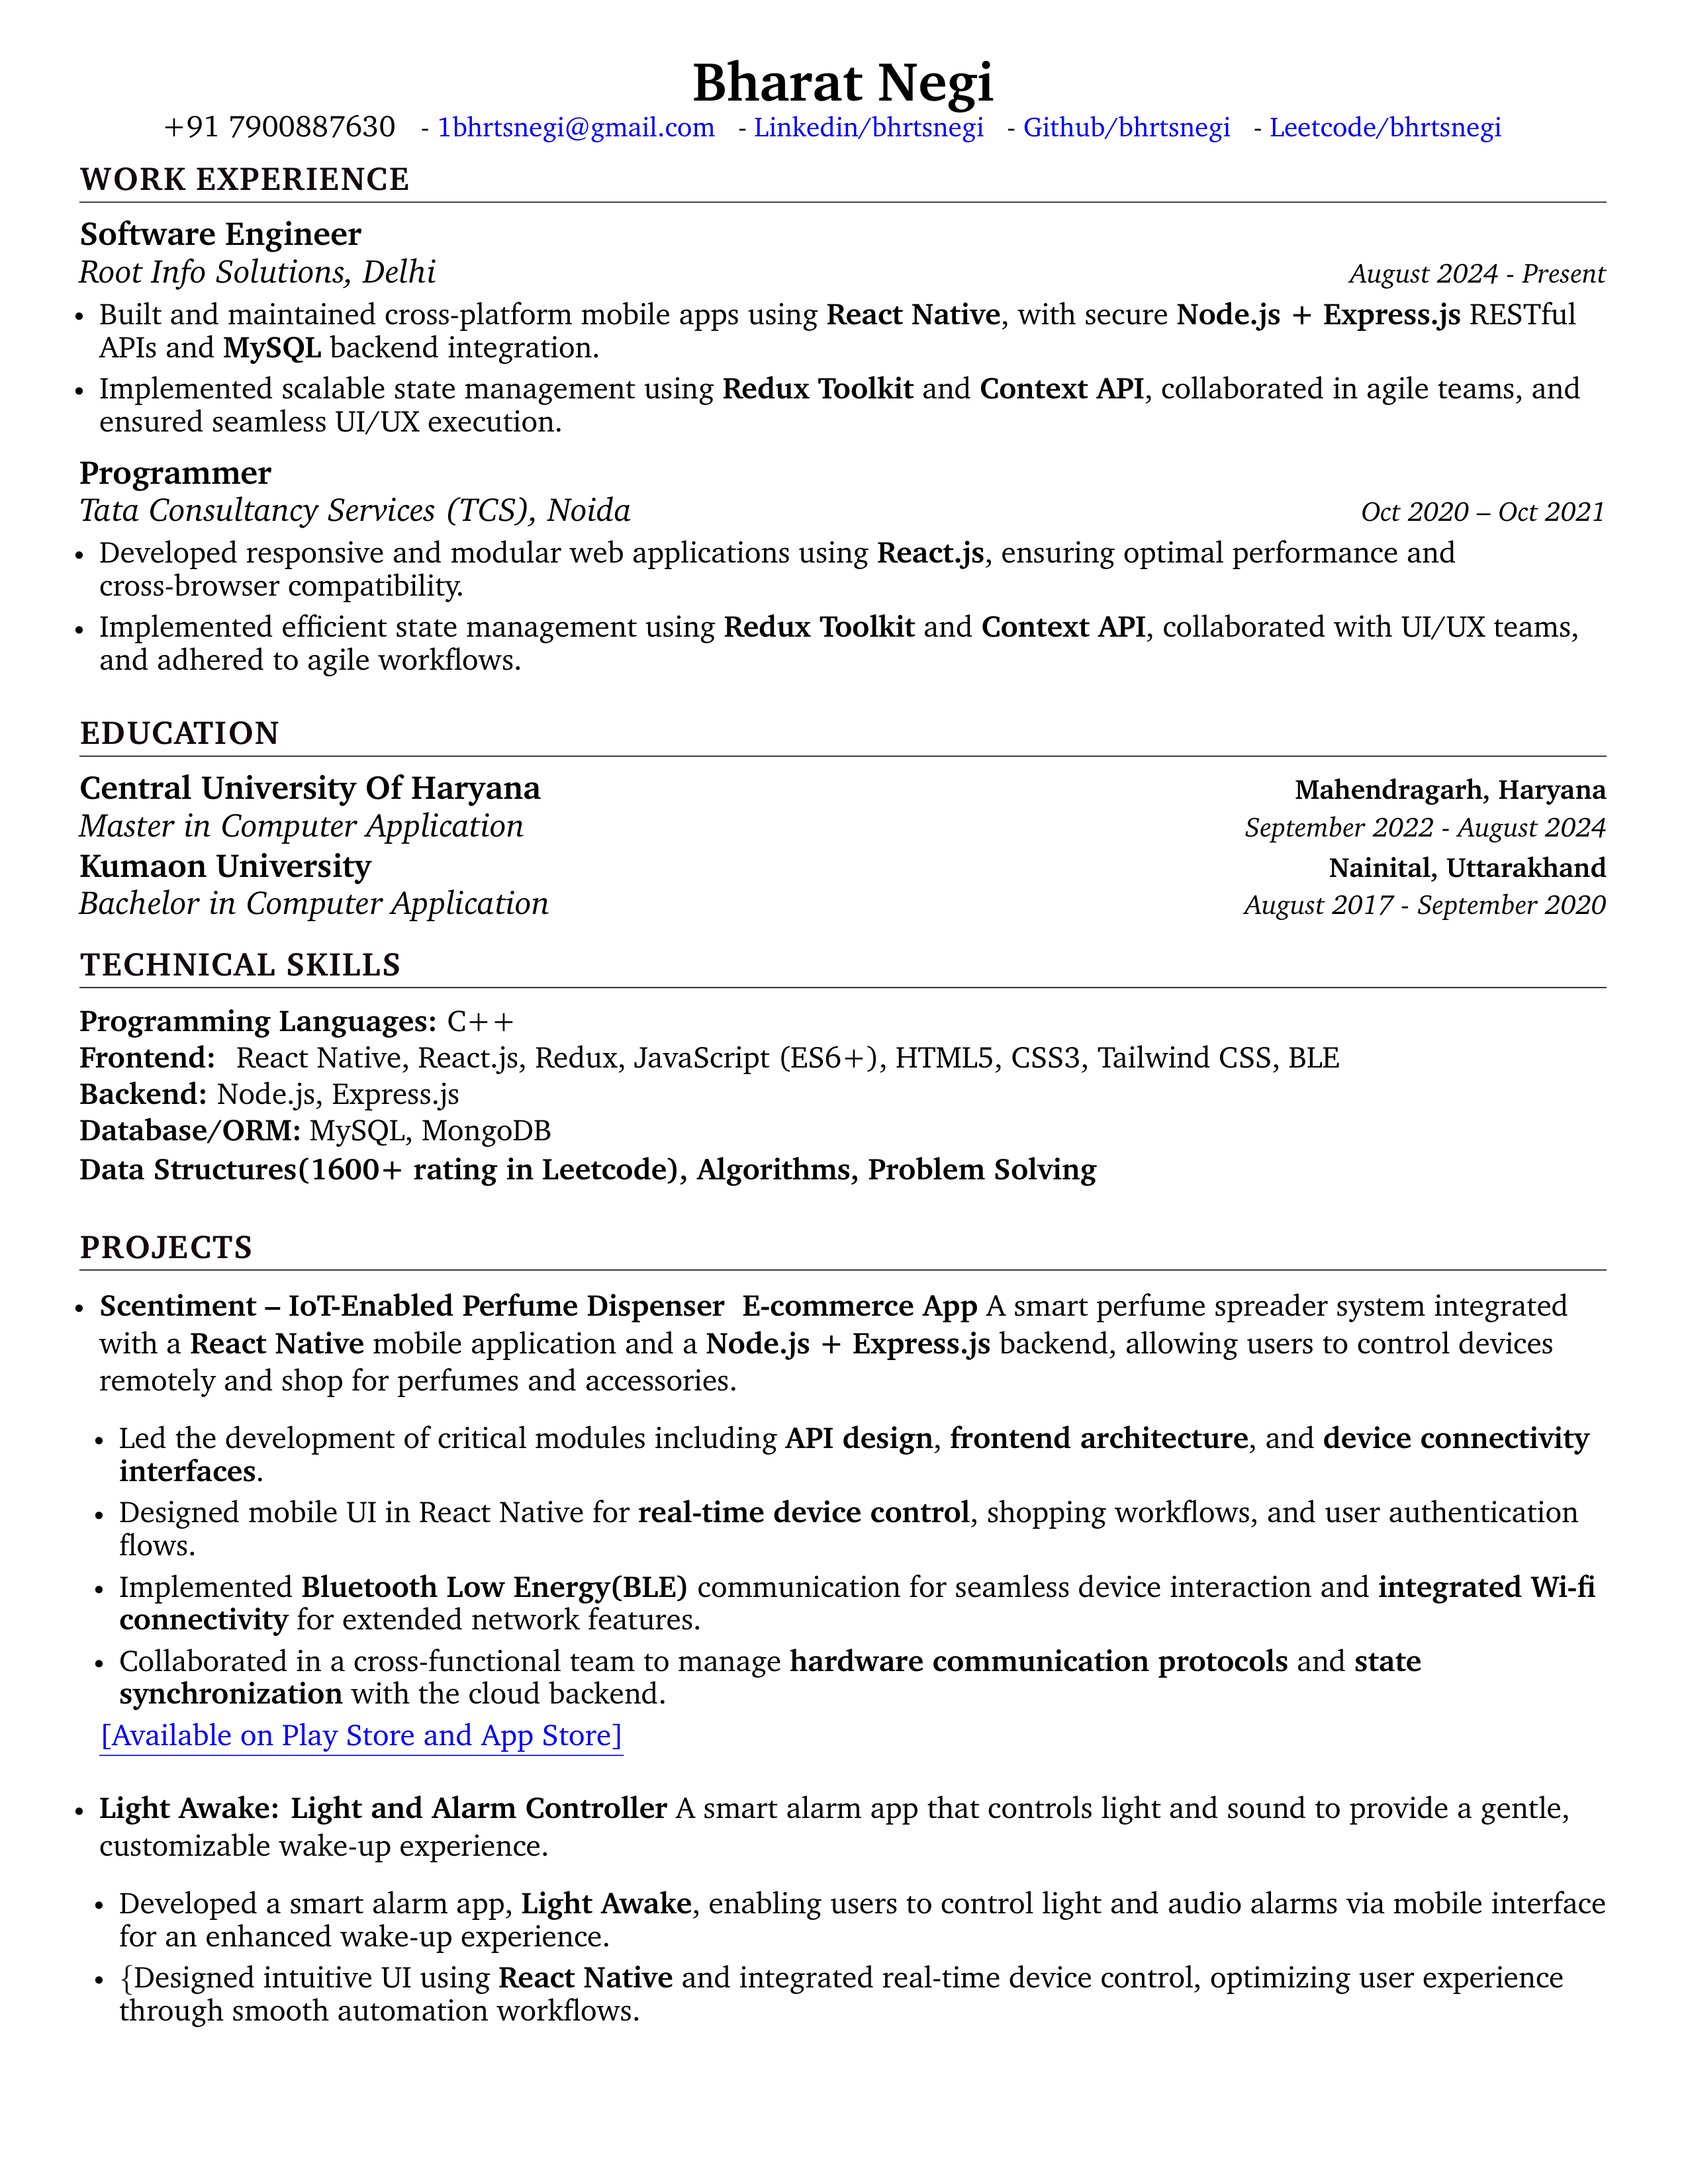 Bharat Negi
+91 7900887630 - 1bhrtsnegi@gmail.com - Linkedin/bhrtsnegi - Github/bhrtsnegi - Leetcode/bhrtsnegi
WORK EXPERIENCE
Software Engineer
Root Info Solutions, Delhi August 2024 - Present
• Built and maintained cross-platform mobile apps using React Native, with secure Node.js + Express.js RESTful
APIs and MySQL backend integration.
• Implemented scalable state management using Redux Toolkit and Context API, collaborated in agile teams, and
ensured seamless UI/UX execution.
Programmer
Tata Consultancy Services (TCS), Noida Oct 2020 – Oct 2021
• Developed responsive and modular web applications using React.js, ensuring optimal performance and
cross-browser compatibility.
• Implemented efficient state management using Redux Toolkit and Context API, collaborated with UI/UX teams,
and adhered to agile workflows.
EDUCATION
Central University Of Haryana Mahendragarh, Haryana
Master in Computer Application September 2022 - August 2024
Kumaon University Nainital, Uttarakhand
Bachelor in Computer Application August 2017 - September 2020
TECHNICAL SKILLS
Programming Languages: C++
Frontend: React Native, React.js, Redux, JavaScript (ES6+), HTML5, CSS3, Tailwind CSS, BLE
Backend: Node.js, Express.js
Database/ORM: MySQL, MongoDB
Data Structures(1600+ rating in Leetcode), Algorithms, Problem Solving
PROJECTS
• Scentiment – IoT-Enabled Perfume Dispenser E-commerce App A smart perfume spreader system integrated
with a React Native mobile application and a Node.js + Express.js backend, allowing users to control devices
remotely and shop for perfumes and accessories.
• Led the development of critical modules including API design, frontend architecture, and device connectivity
interfaces.
• Designed mobile UI in React Native for real-time device control, shopping workflows, and user authentication
flows.
• Implemented Bluetooth Low Energy(BLE) communication for seamless device interaction and integrated Wi-fi
connectivity for extended network features.
• Collaborated in a cross-functional team to manage hardware communication protocols and state
synchronization with the cloud backend.
[Available on Play Store and App Store]
• Light Awake: Light and Alarm Controller A smart alarm app that controls light and sound to provide a gentle,
customizable wake-up experience.
• Developed a smart alarm app, Light Awake, enabling users to control light and audio alarms via mobile interface
for an enhanced wake-up experience.
• {Designed intuitive UI using React Native and integrated real-time device control, optimizing user experience
through smooth automation workflows.